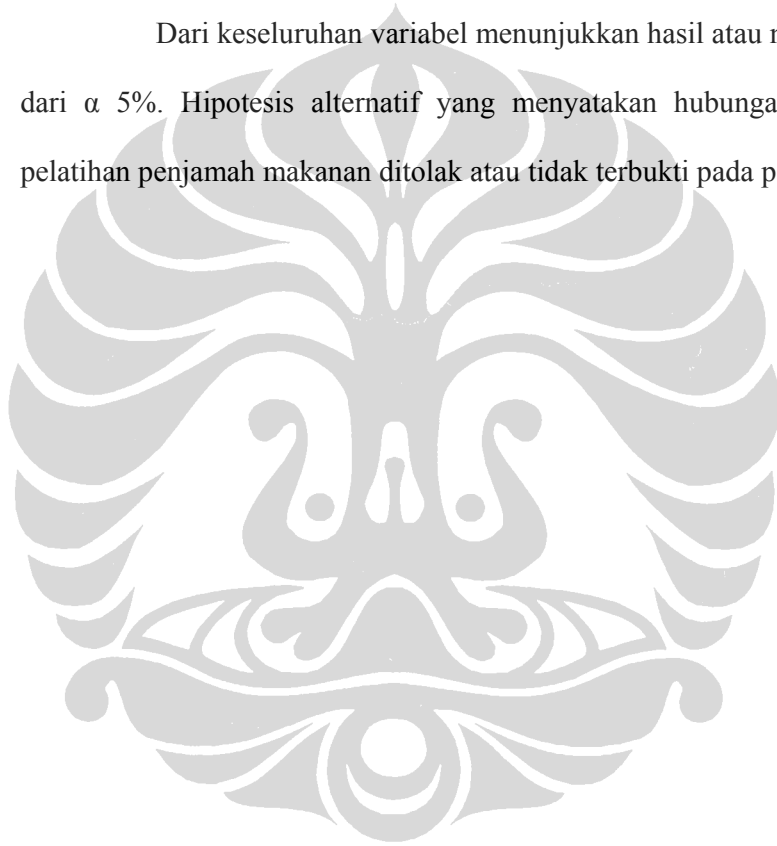 Dari keseluruhan variabel menunjukkan hasil atau
dari α 5%. Hipotesis alternatif yang menyatakan hubunga
pelatihan penjamah makanan ditolak atau tidak terbukti pada p